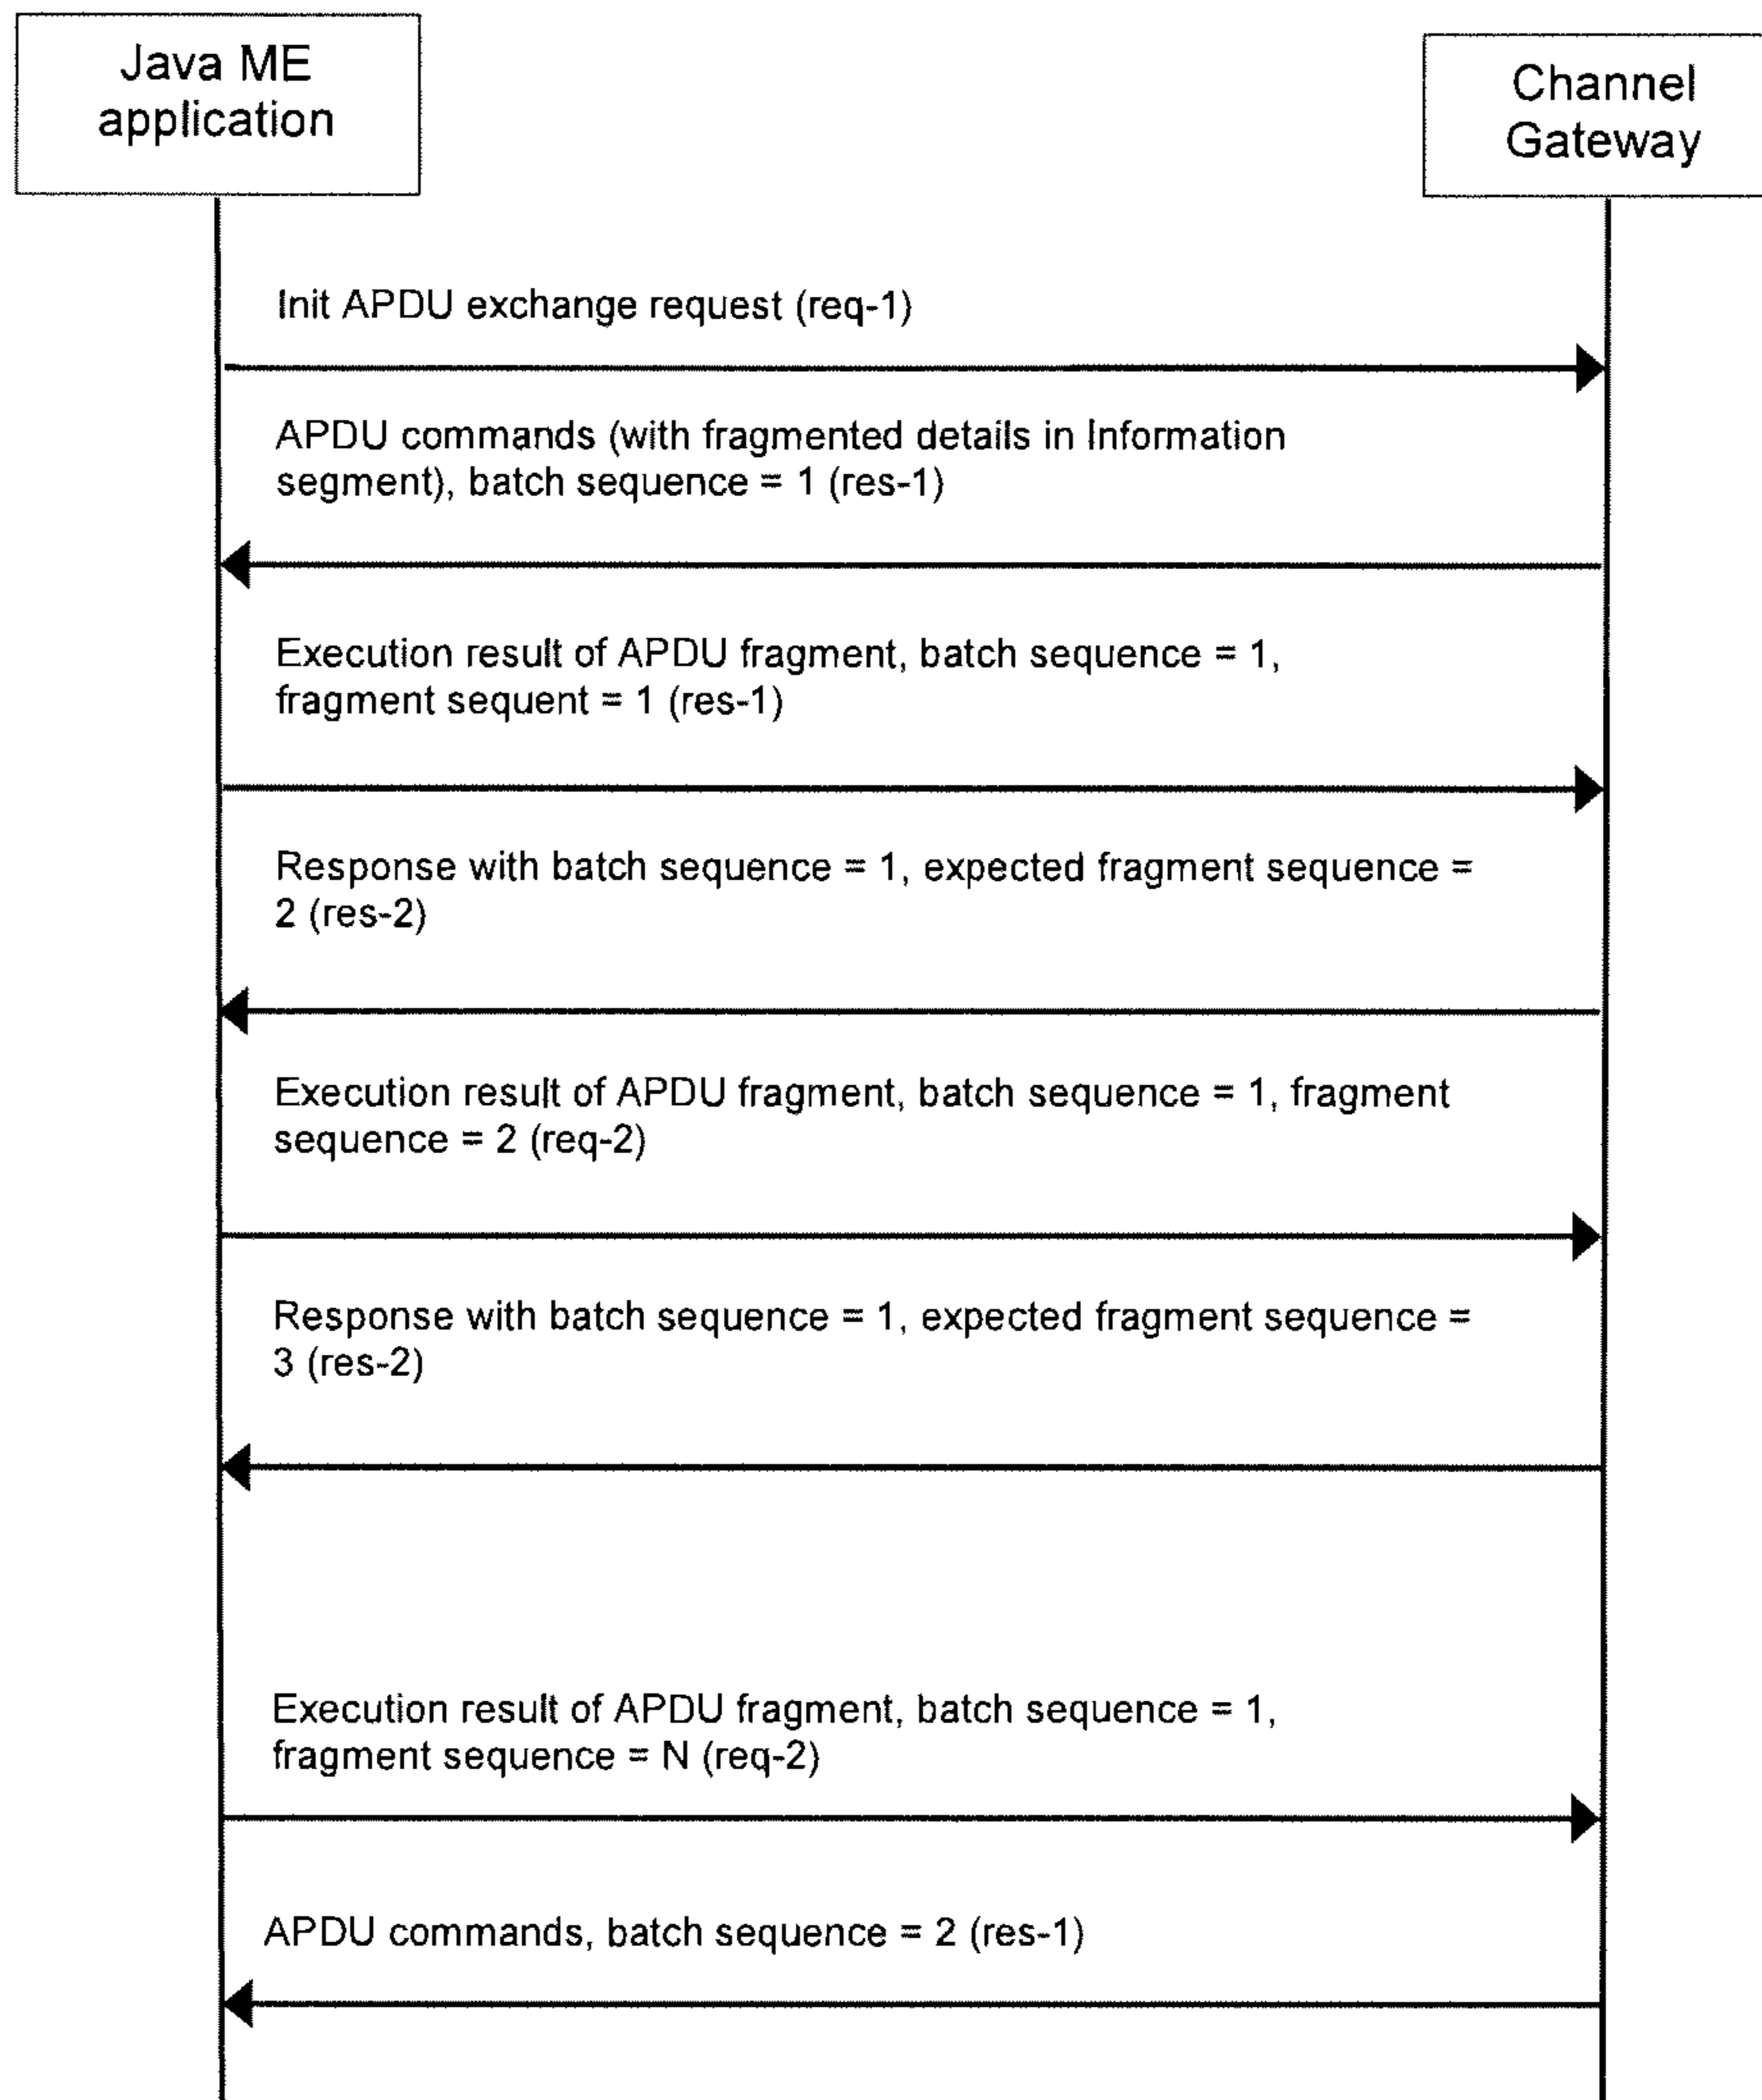 Java ME
application
Channel
Gateway
Init APDU exchange request (req-1)
APDU commands (with fragmented details in Information
segment), batch sequence = 1 (res-1)
Execution result of APDU fragment, batch sequence = 1,
fragment sequent = 1 (res-1)
Response with batch sequence = 1, expected fragment sequence =
2 (res-2)
Execution result of APDU fragment, batch sequence = 1, fragment
sequence = 2 (req-2)
Response with batch sequence = 1, expected fragment sequence =
3 (res-2)
Execution result of APDU fragment, batch sequence = 1,
fragment sequence = N (req-2)
APDU commands, batch sequence = 2 (res-1)